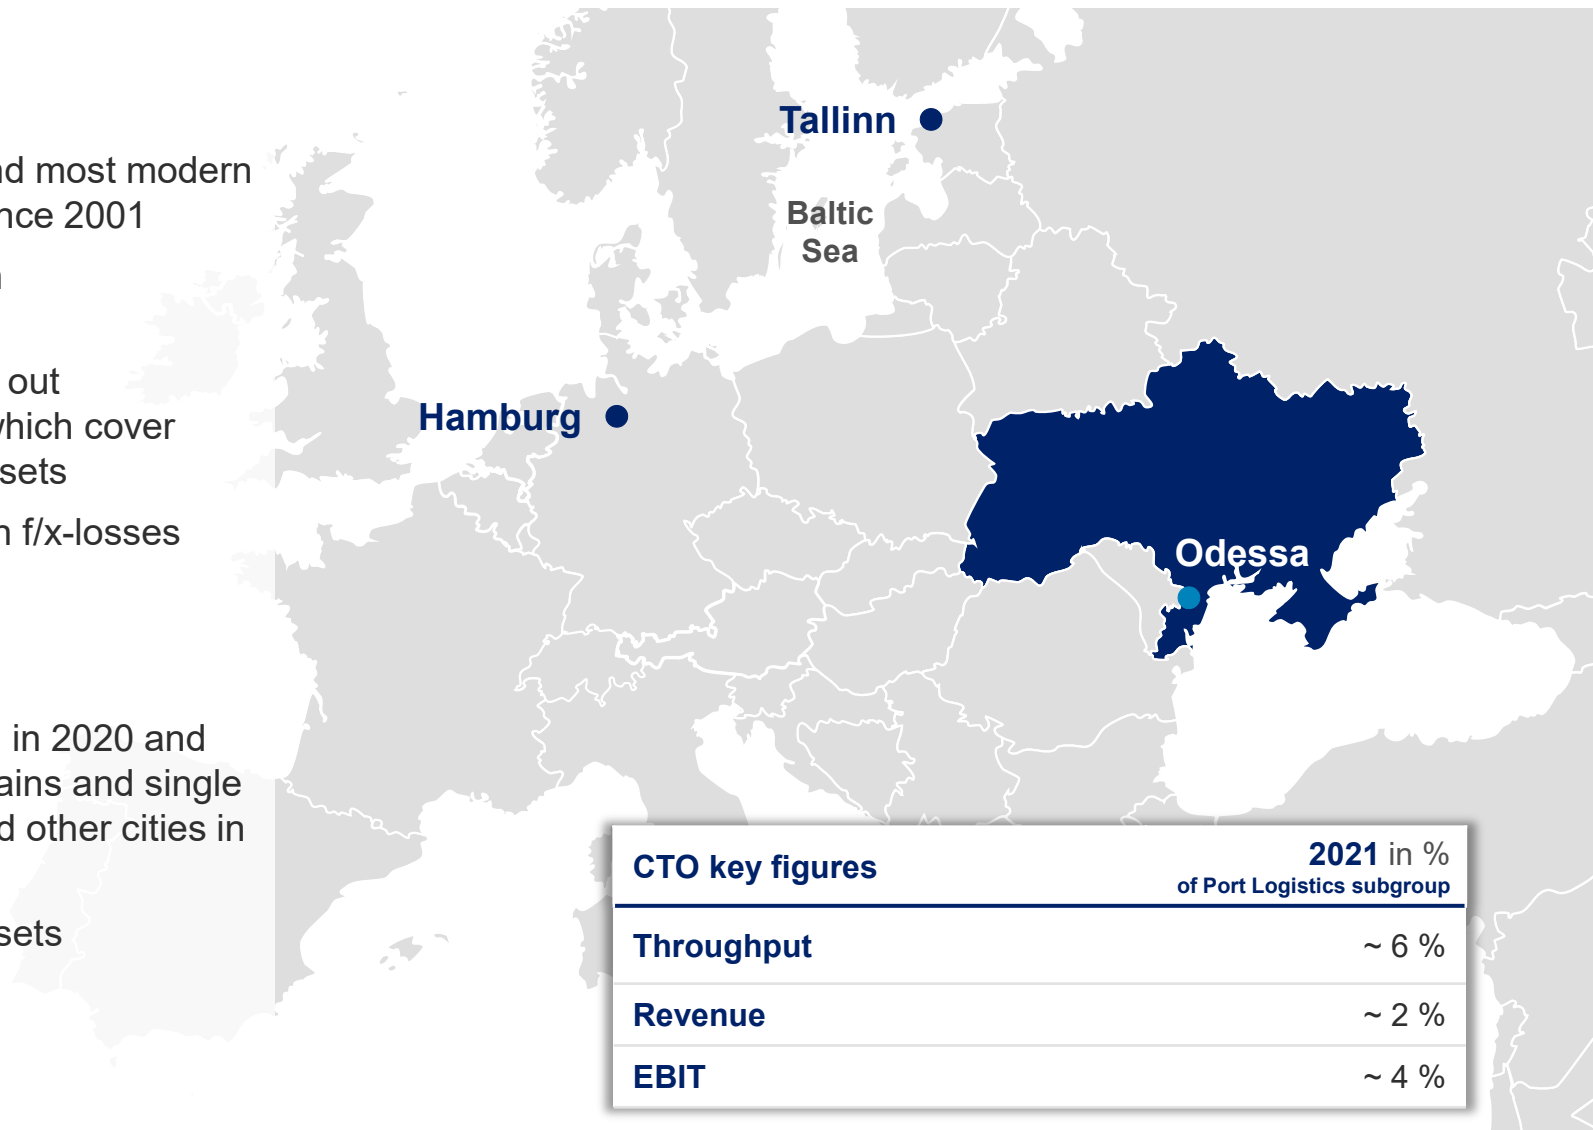 nd most modern
nce 2001
out
which cover
sets
n f/x-losses
in 2020 and
ains and single
d other cities in
sets
Tallinn
Baltic
Sea
Hamburg
Odessa
CTO key figures
2021 in %
of Port Logistics subgroup
Throughput ~ 6 %
Revenue ~ 2 %
EBIT ~ 4 %